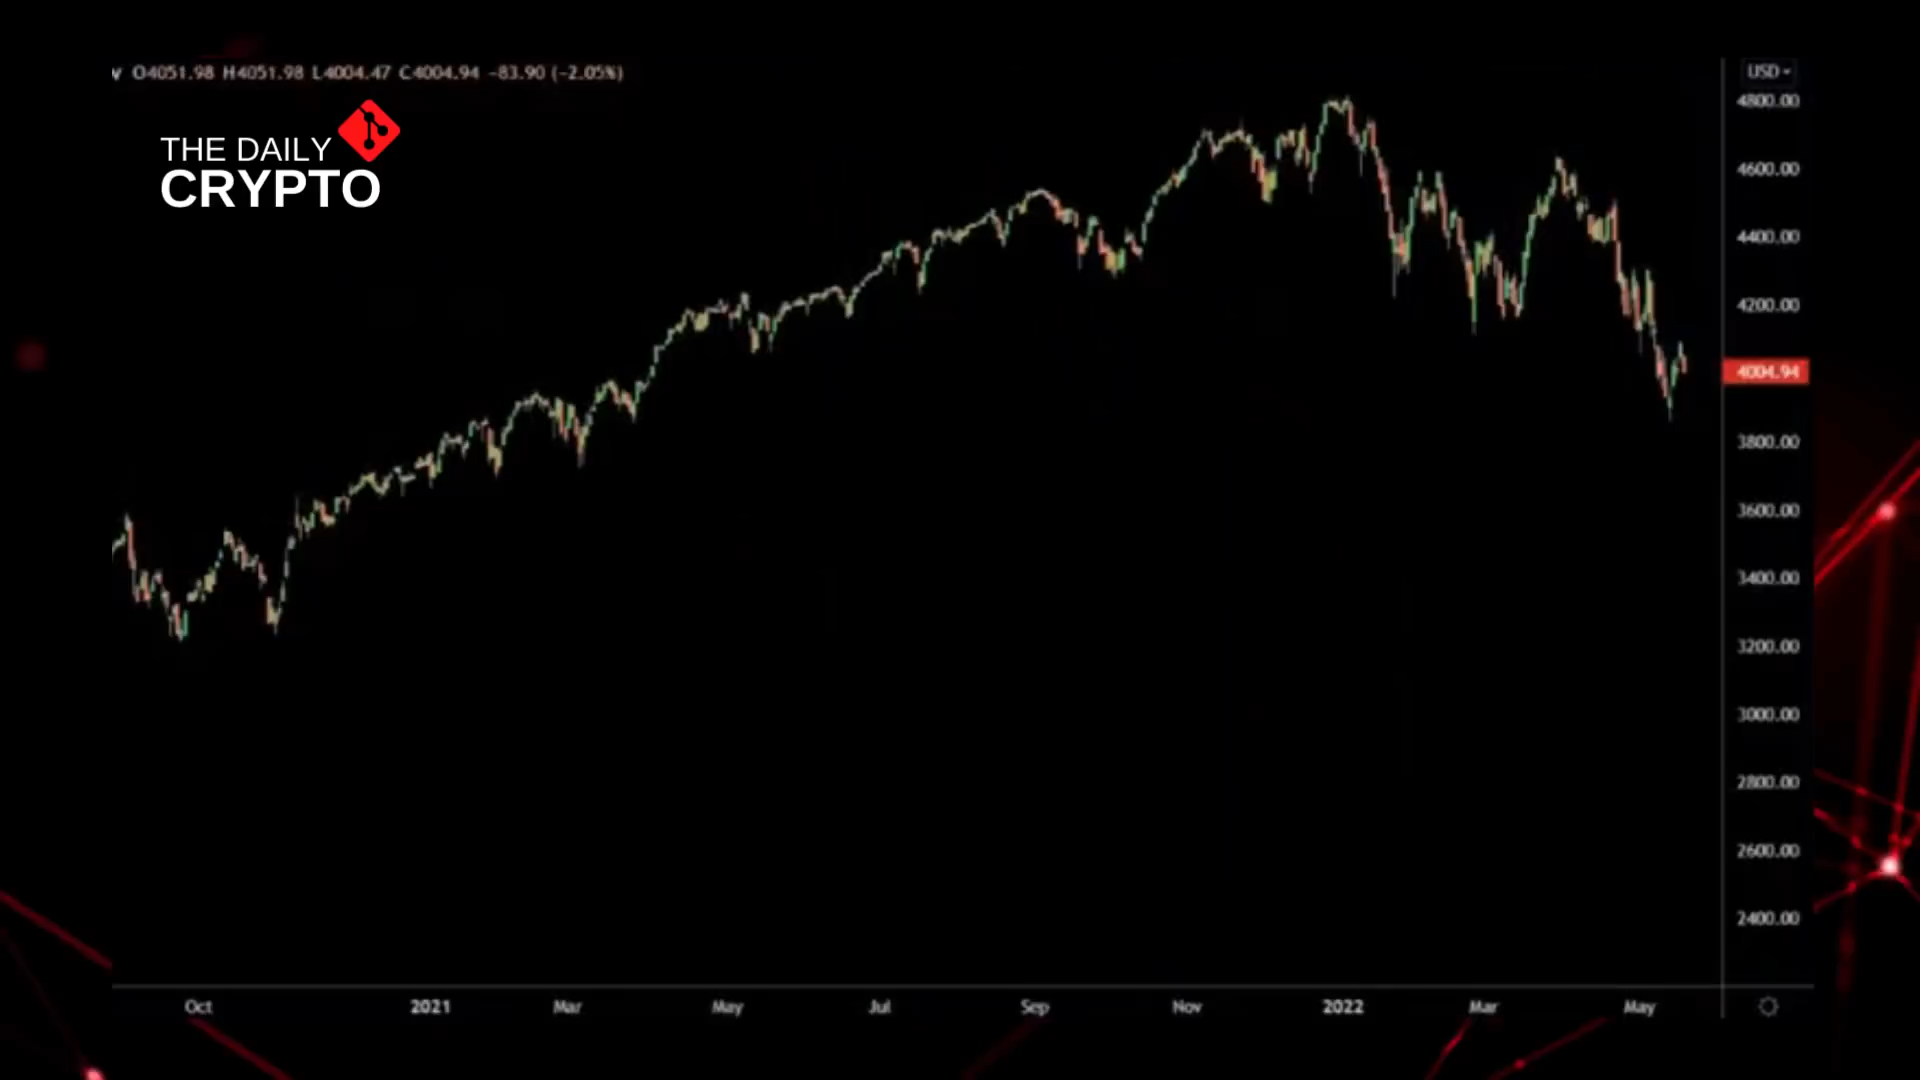 O4051.98 H4051.98 L4004.47 C4004.94 −83.90 (−2.05%)
USD
THE DAILY
CRYPTO
4800.00
4600.00
4400.00
4200.00
4004.94
3800.00
3600.00
3400.00
3200.00
3000.00
2800.00
2600.00
2400.00
Oct 2021 Mar May Jul Sep Nov 2022 Mar May